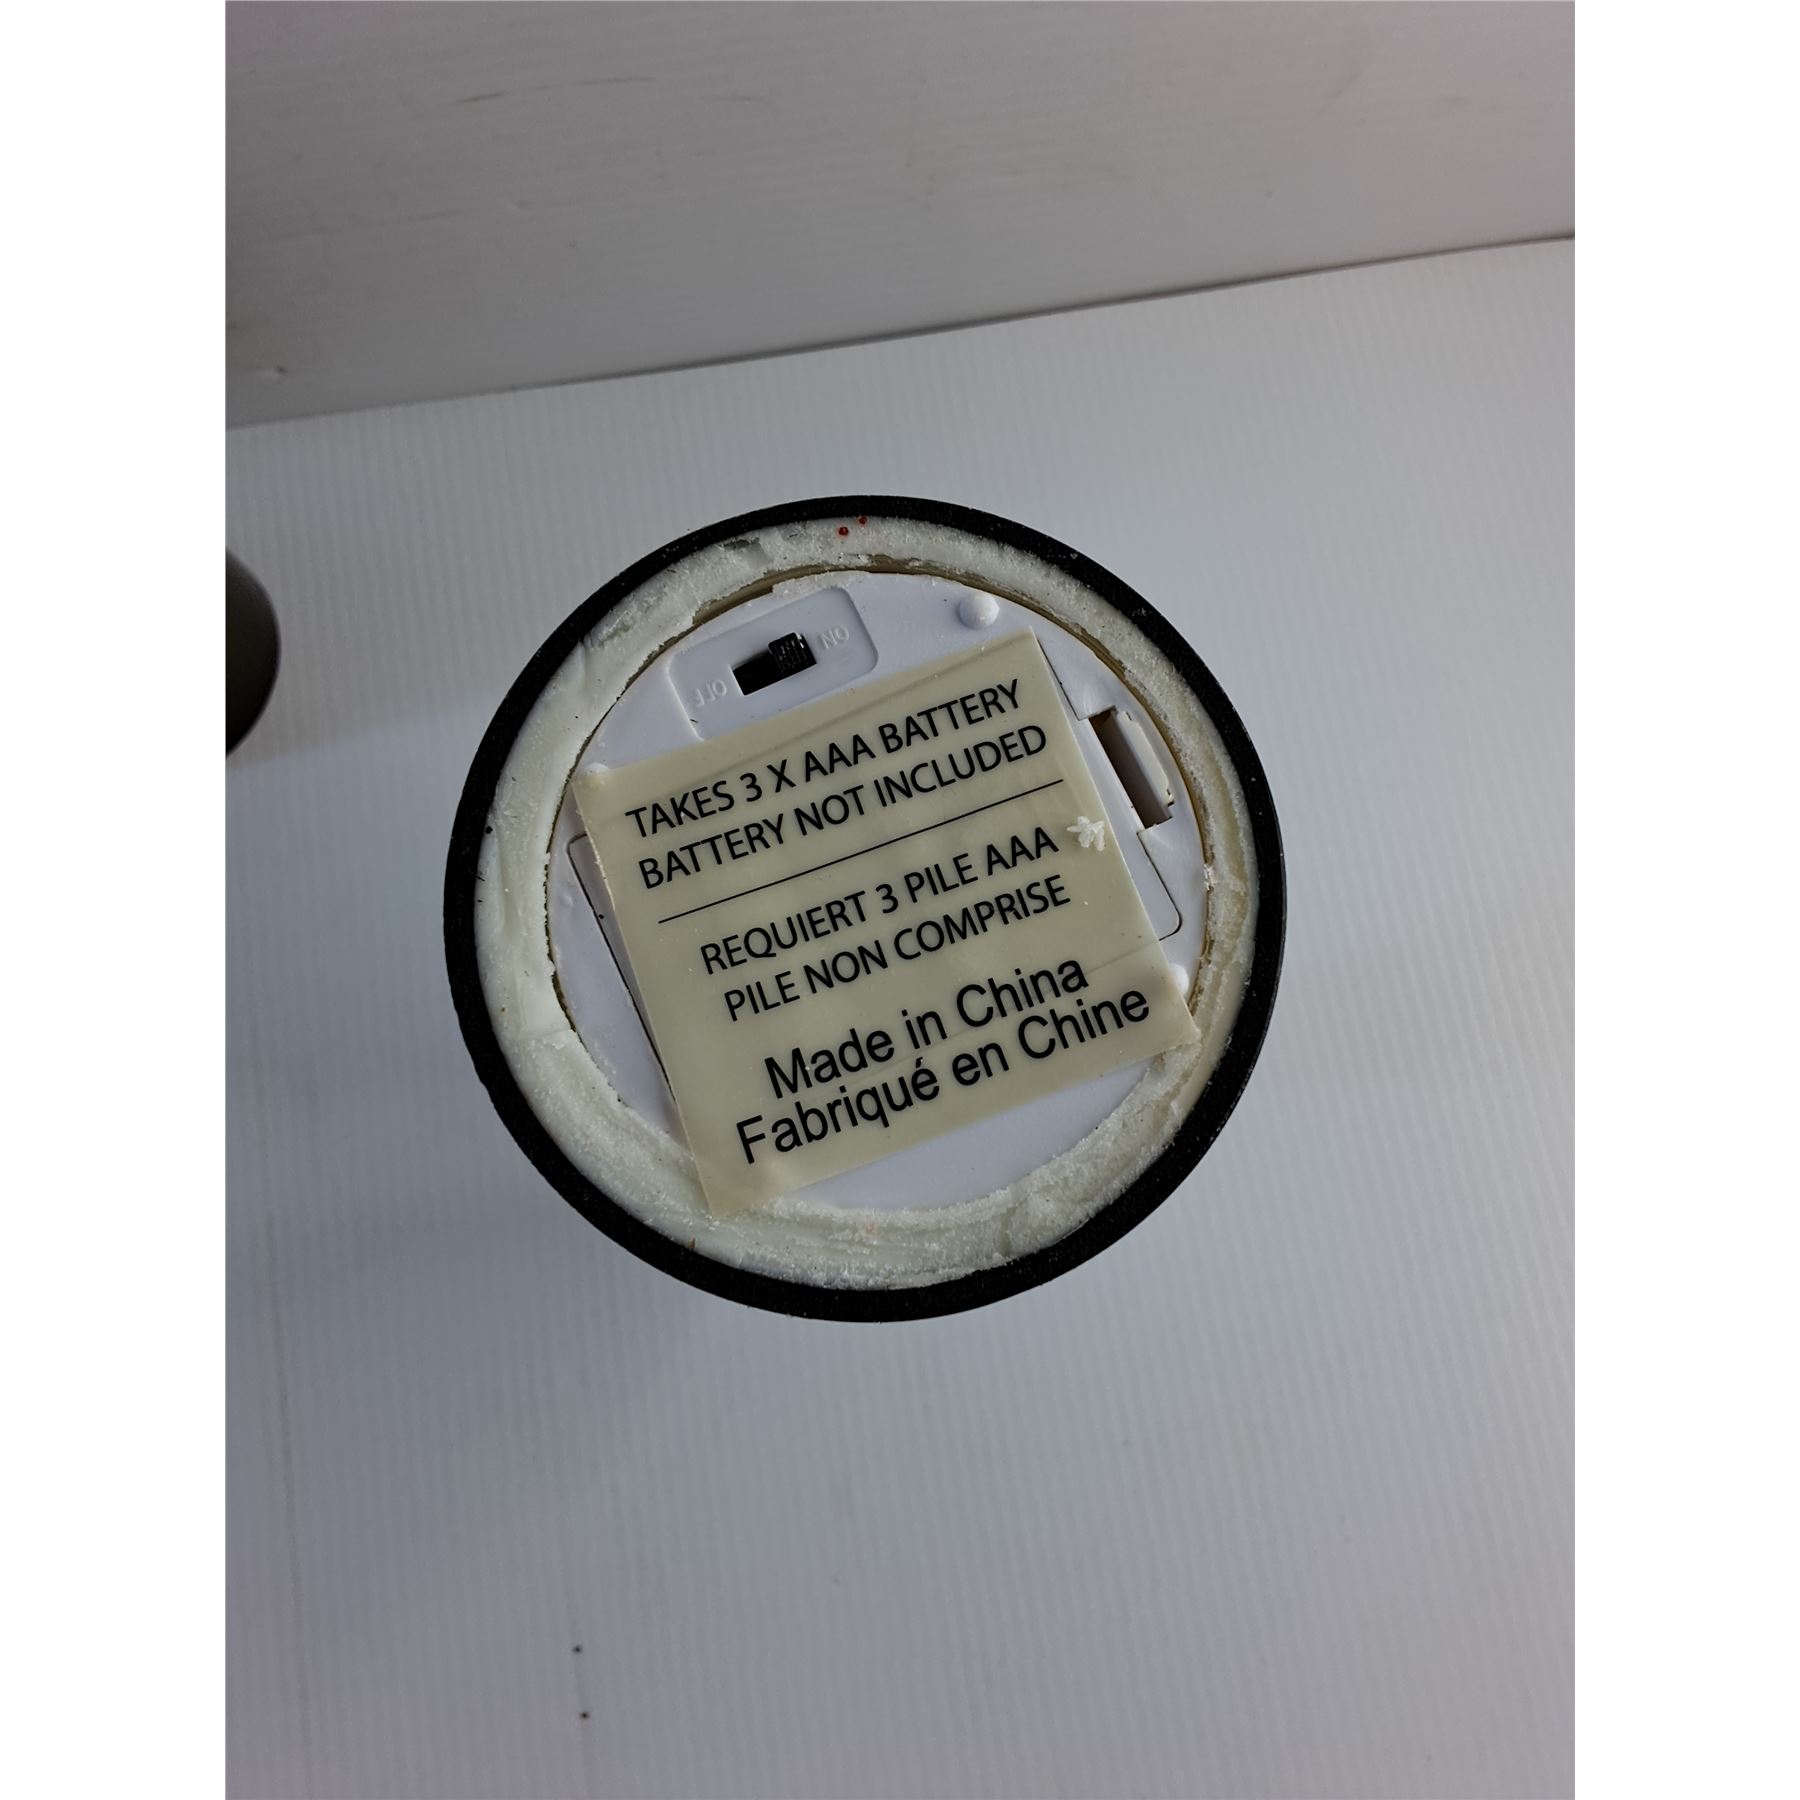 ON
OFF
TAKES 3 X AAA BATTERY
BATTERY NOT INCLUDED
REQUIERT 3 PILE AAA
PILE NON COMPRISE
Made in China
Fabriqué en Chine